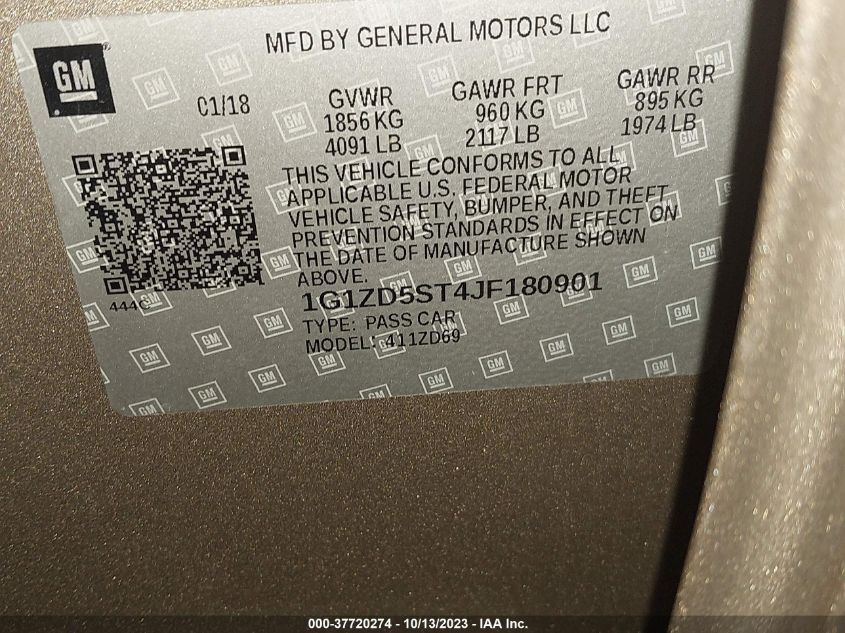 MFD BY GENERAL MOTORS LLC
GM
01/18
GVWR
1856 KG
4091 LB
GAWR FRT
960 KG
2117 LB
GAWR RR
895 KG
1974 LB
THIS VEHICLE CONFORMS TO ALL
APPLICABLE U.S. FEDERAL MOTOR
VEHICLE SAFETY, BUMPER, AND THEFT
PREVENTION STANDARDS IN EFFECT ON
THE DATE OF MANUFACTURE SHOWN
ABOVE.
1G1ZD5ST4JF180901
TYPE: PASS CAR
MODEL: 411ZD69
000-37720274 - 10/13/2023 - IAA Inc.